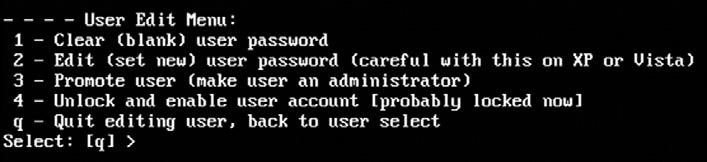 - - - - User Edit Menu:
1 - Clear (blank) user password
2 - Edit (set new) user password (careful with this on XP or Vista)
3 - Promote user (make user an administrator)
4 - Unlock and enable user account [probably locked now]
q - Quit editing user, back to user select
Select: [q] >